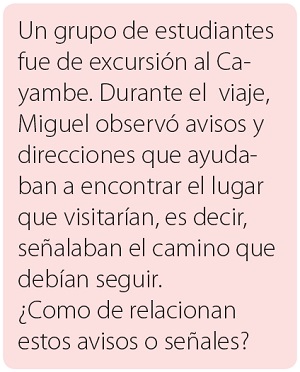 Un grupo de estudiantes
fue de excursión al Ca-
yambe. Durante el viaje,
Miguel observó avisos y
direcciones que ayuda-
ban a encontrar el lugar
que visitarían, es decir,
señalaban el camino que
debían seguir.
¿Como de relacionan
estos avisos o señales?